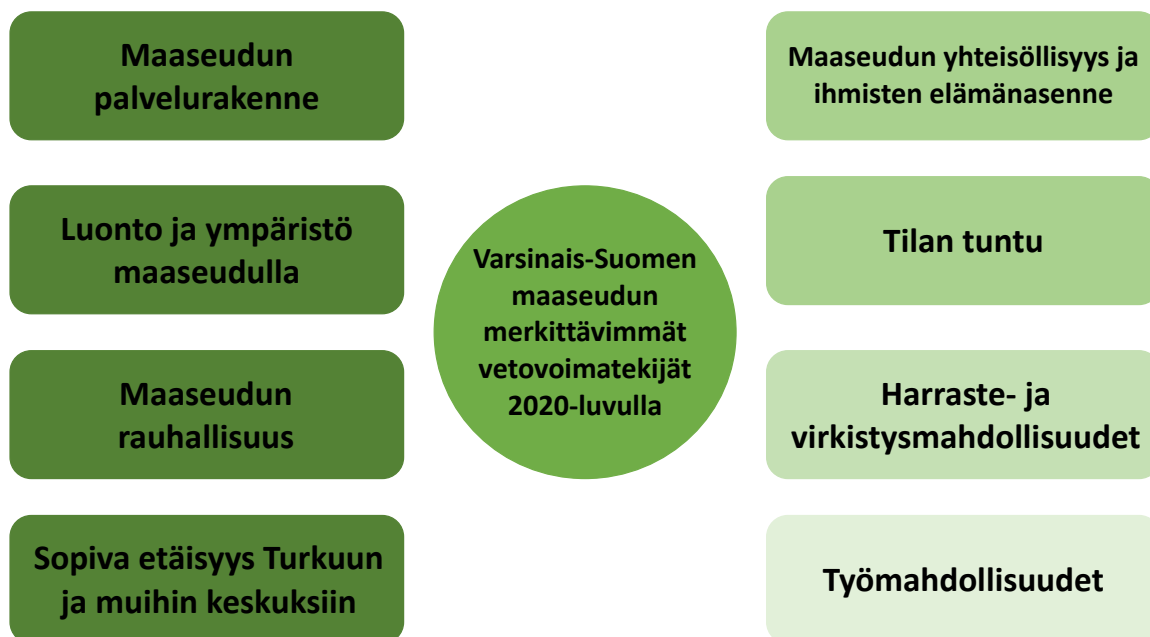 Maaseudun
palvelurakenne
Luonto ja ympäristö
maaseudulla
Maaseudun
rauhallisuus
Sopiva etäisyys Turkuun
ja muihin keskuksiin
Varsinais-Suomen
maaseudun
merkittävimmät
vetovoimatekijät
2020-luvulla
Maaseudun yhteisöllisyys ja
ihmisten elämänasenne
Tilan tuntu
Harraste- ja
virkistysmahdollisuudet
Työmahdollisuudet